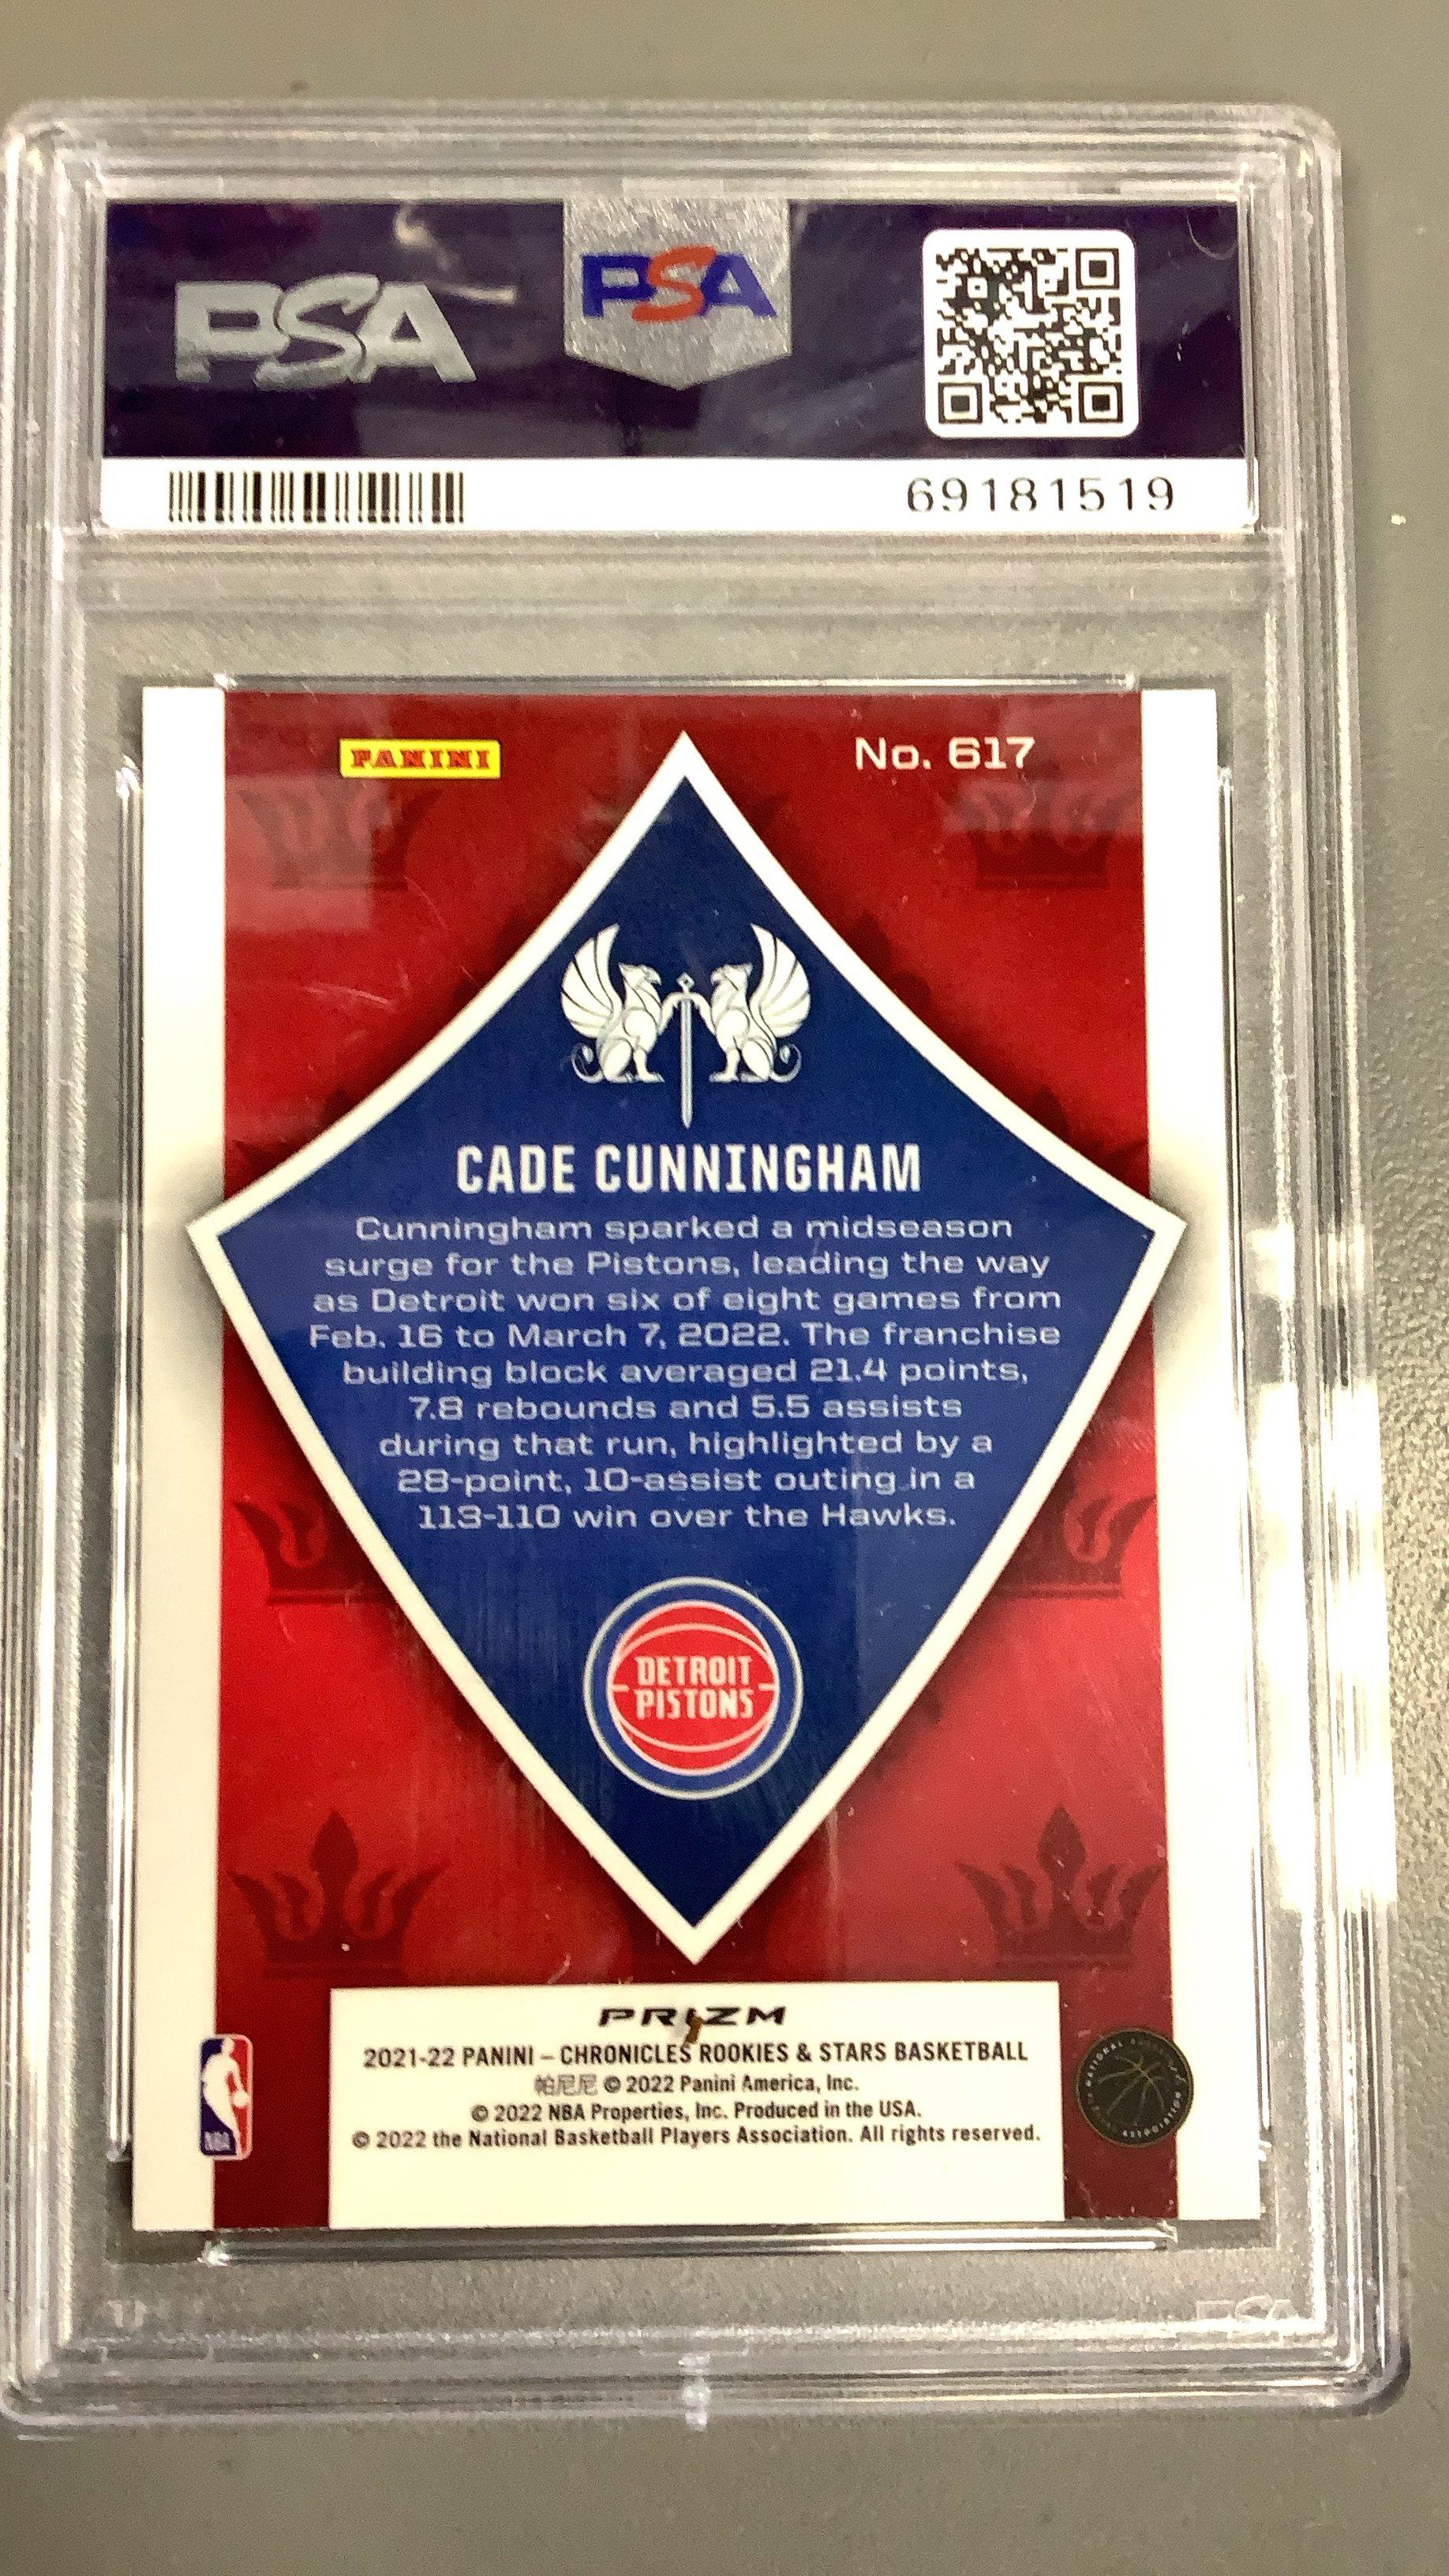 PSA
PSA
69181519
PANINI
No. 617
CADE CUNNINGHAM
Cunningham sparked a midseason
surge for the Pistons, leading the way
as Detroit won six of eight games from
Feb. 16 to March 7, 2022. The franchise
building block averaged 21.4 points,
7.8 rebounds and 5.5 assists
during that run, highlighted by a
28-point, 10-assist outing in a
113-110 win over the Hawks.
DETROIT
PISTONS
PRIZM
2021-22 PANINI – CHRONICLES ROOKIES & STARS BASKETBALL
帕尼尼 © 2022 Panini America, Inc.
© 2022 NBA Properties, Inc. Produced in the USA.
© 2022 the National Basketball Players Association. All rights reserved.
NBA
PSA